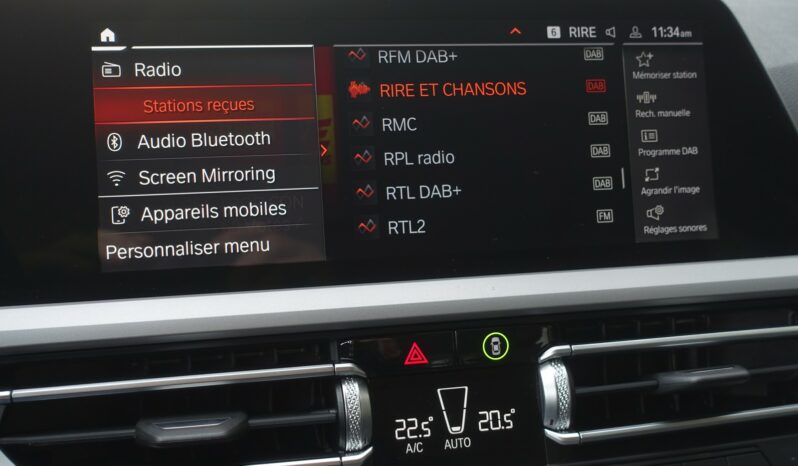 6 RIRE 11:34am
Radio
Stations reçues
Audio Bluetooth
Screen Mirroring
Appareils mobiles
Personnaliser menu
RFM DAB+ DAB
RIRE ET CHANSONS DAB
RMC DAB
RPL radio DAB
RTL DAB+ DAB
RTL2 FM
Mémoriser station
Rech. manuelle
Programme DAB
Agrandir l'image
Réglages sonores
22.5° 20.5°
A/C AUTO